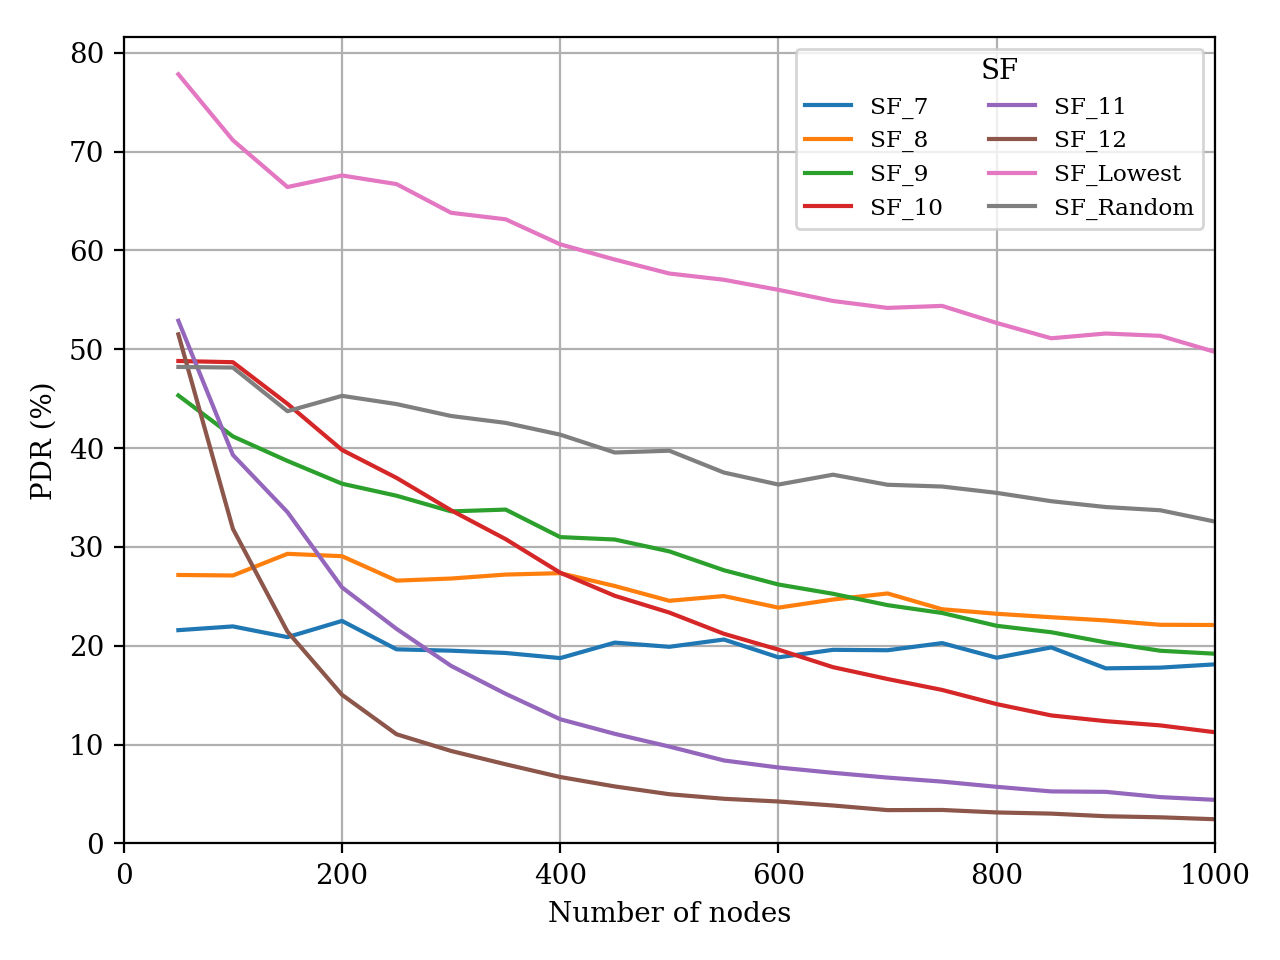 80
70
60
50
40
30
20
10
0
PDR (%)
SF
SF_7
SF_8
SF_9
SF_10
SF_11
SF_12
SF_Lowest
SF_Random
0 200 400 600 800 1000
Number of nodes